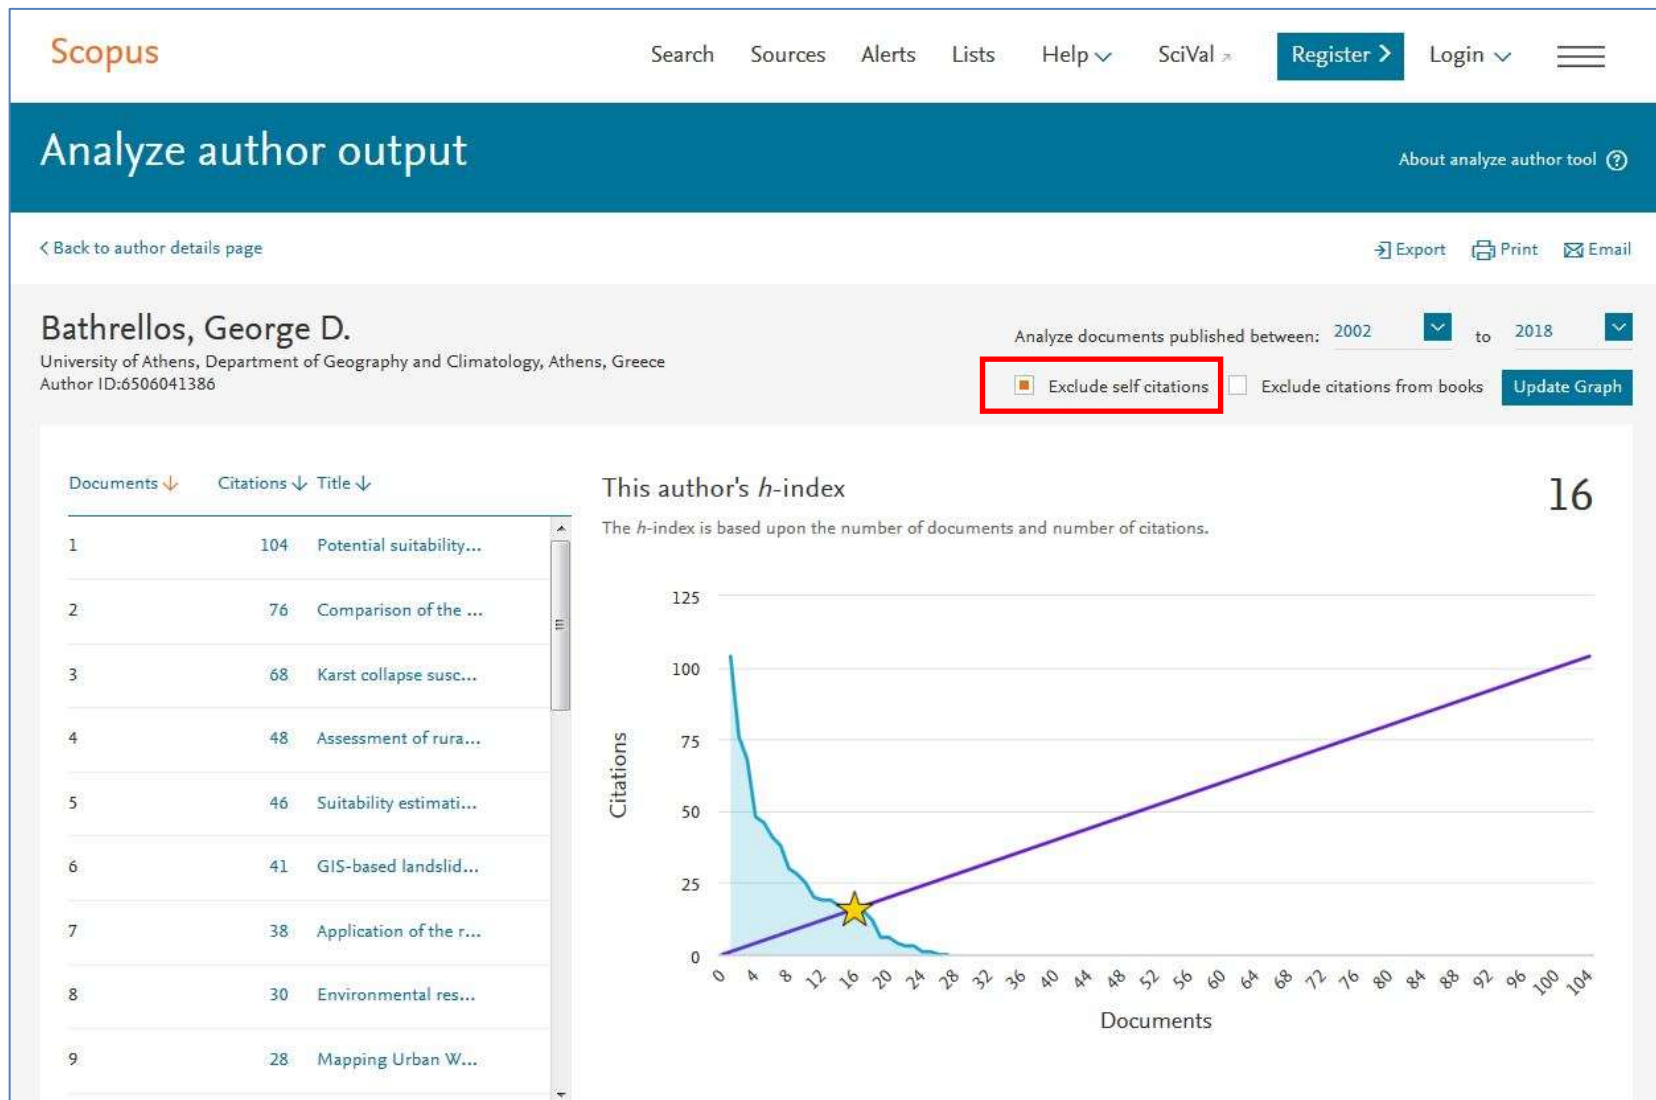 Scopus
Search Sources Alerts Lists Help SciVal Register Login
Analyze author output
About analyze author tool ?
Back to author details page
Export Print Email
Bathrellos, George D.
University of Athens, Department of Geography and Climatology, Athens, Greece
Author ID:6506041386
Analyze documents published between: 2002 to 2018
Exclude self citations Exclude citations from books Update Graph
Documents Citations Title
1 104 Potential suitability...
2 76 Comparison of the ...
3 68 Karst collapse susc...
4 48 Assessment of rura...
5 46 Suitability estimati...
6 41 GIS-based landslid...
7 38 Application of the r...
8 30 Environmental res...
9 28 Mapping Urban W...
This author's h-index
16
The h-index is based upon the number of documents and number of citations.
125
100
75
50
25
0
Citations
0 4 8 12 16 20 24 28 32 36 40 44 48 52 56 60 64 68 72 76 80 84 88 92 96 100 104
Documents